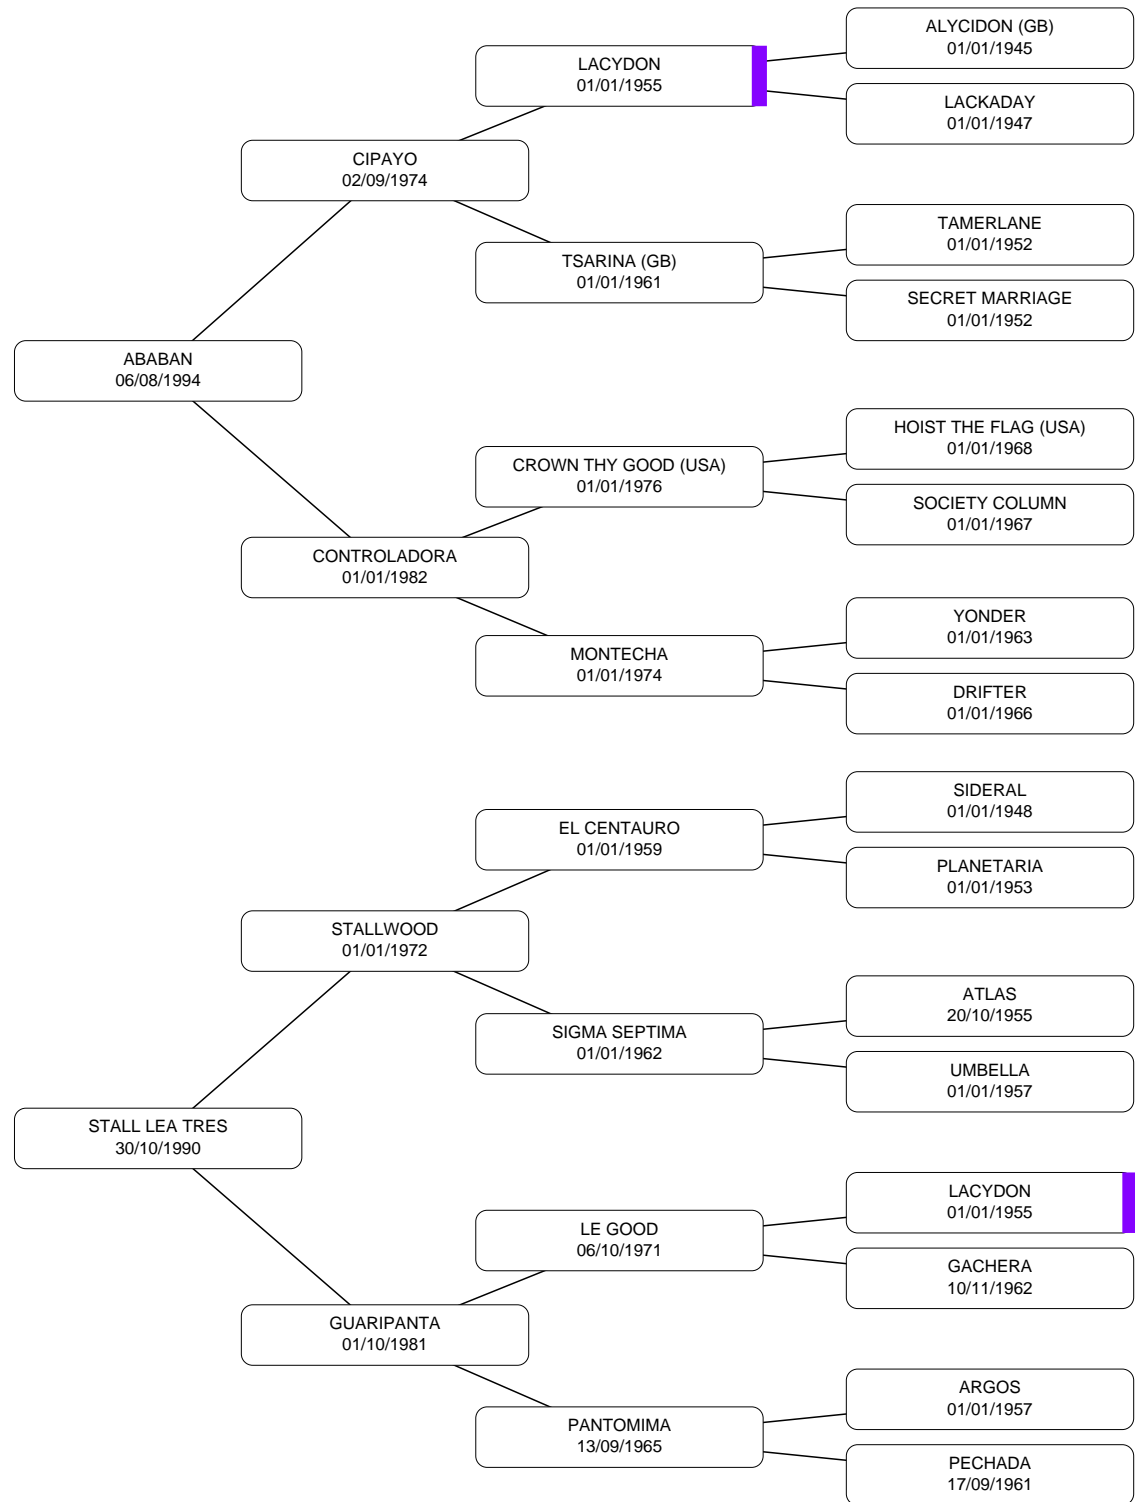 ALYCIDON (GB)
01/01/1945
LACYDON
01/01/1955
LACKADAY
01/01/1947
CIPAYO
02/09/1974
TAMERLANE
01/01/1952
TSARINA (GB)
01/01/1961
SECRET MARRIAGE
01/01/1952
ABABAN
06/08/1994
HOIST THE FLAG (USA)
01/01/1968
CROWN THY GOOD (USA)
01/01/1976
SOCIETY COLUMN
01/01/1967
CONTROLADORA
01/01/1982
YONDER
01/01/1963
MONTECHA
01/01/1974
DRIFTER
01/01/1966
SIDERAL
01/01/1948
EL CENTAURO
01/01/1959
PLANETARIA
01/01/1953
STALLWOOD
01/01/1972
ATLAS
20/10/1955
SIGMA SEPTIMA
01/01/1962
UMBELLA
01/01/1957
STALL LEA TRES
30/10/1990
LACYDON
01/01/1955
LE GOOD
06/10/1971
GACHERA
10/11/1962
GUARIPANTA
01/10/1981
ARGOS
01/01/1957
PANTOMIMA
13/09/1965
PECHADA
17/09/1961